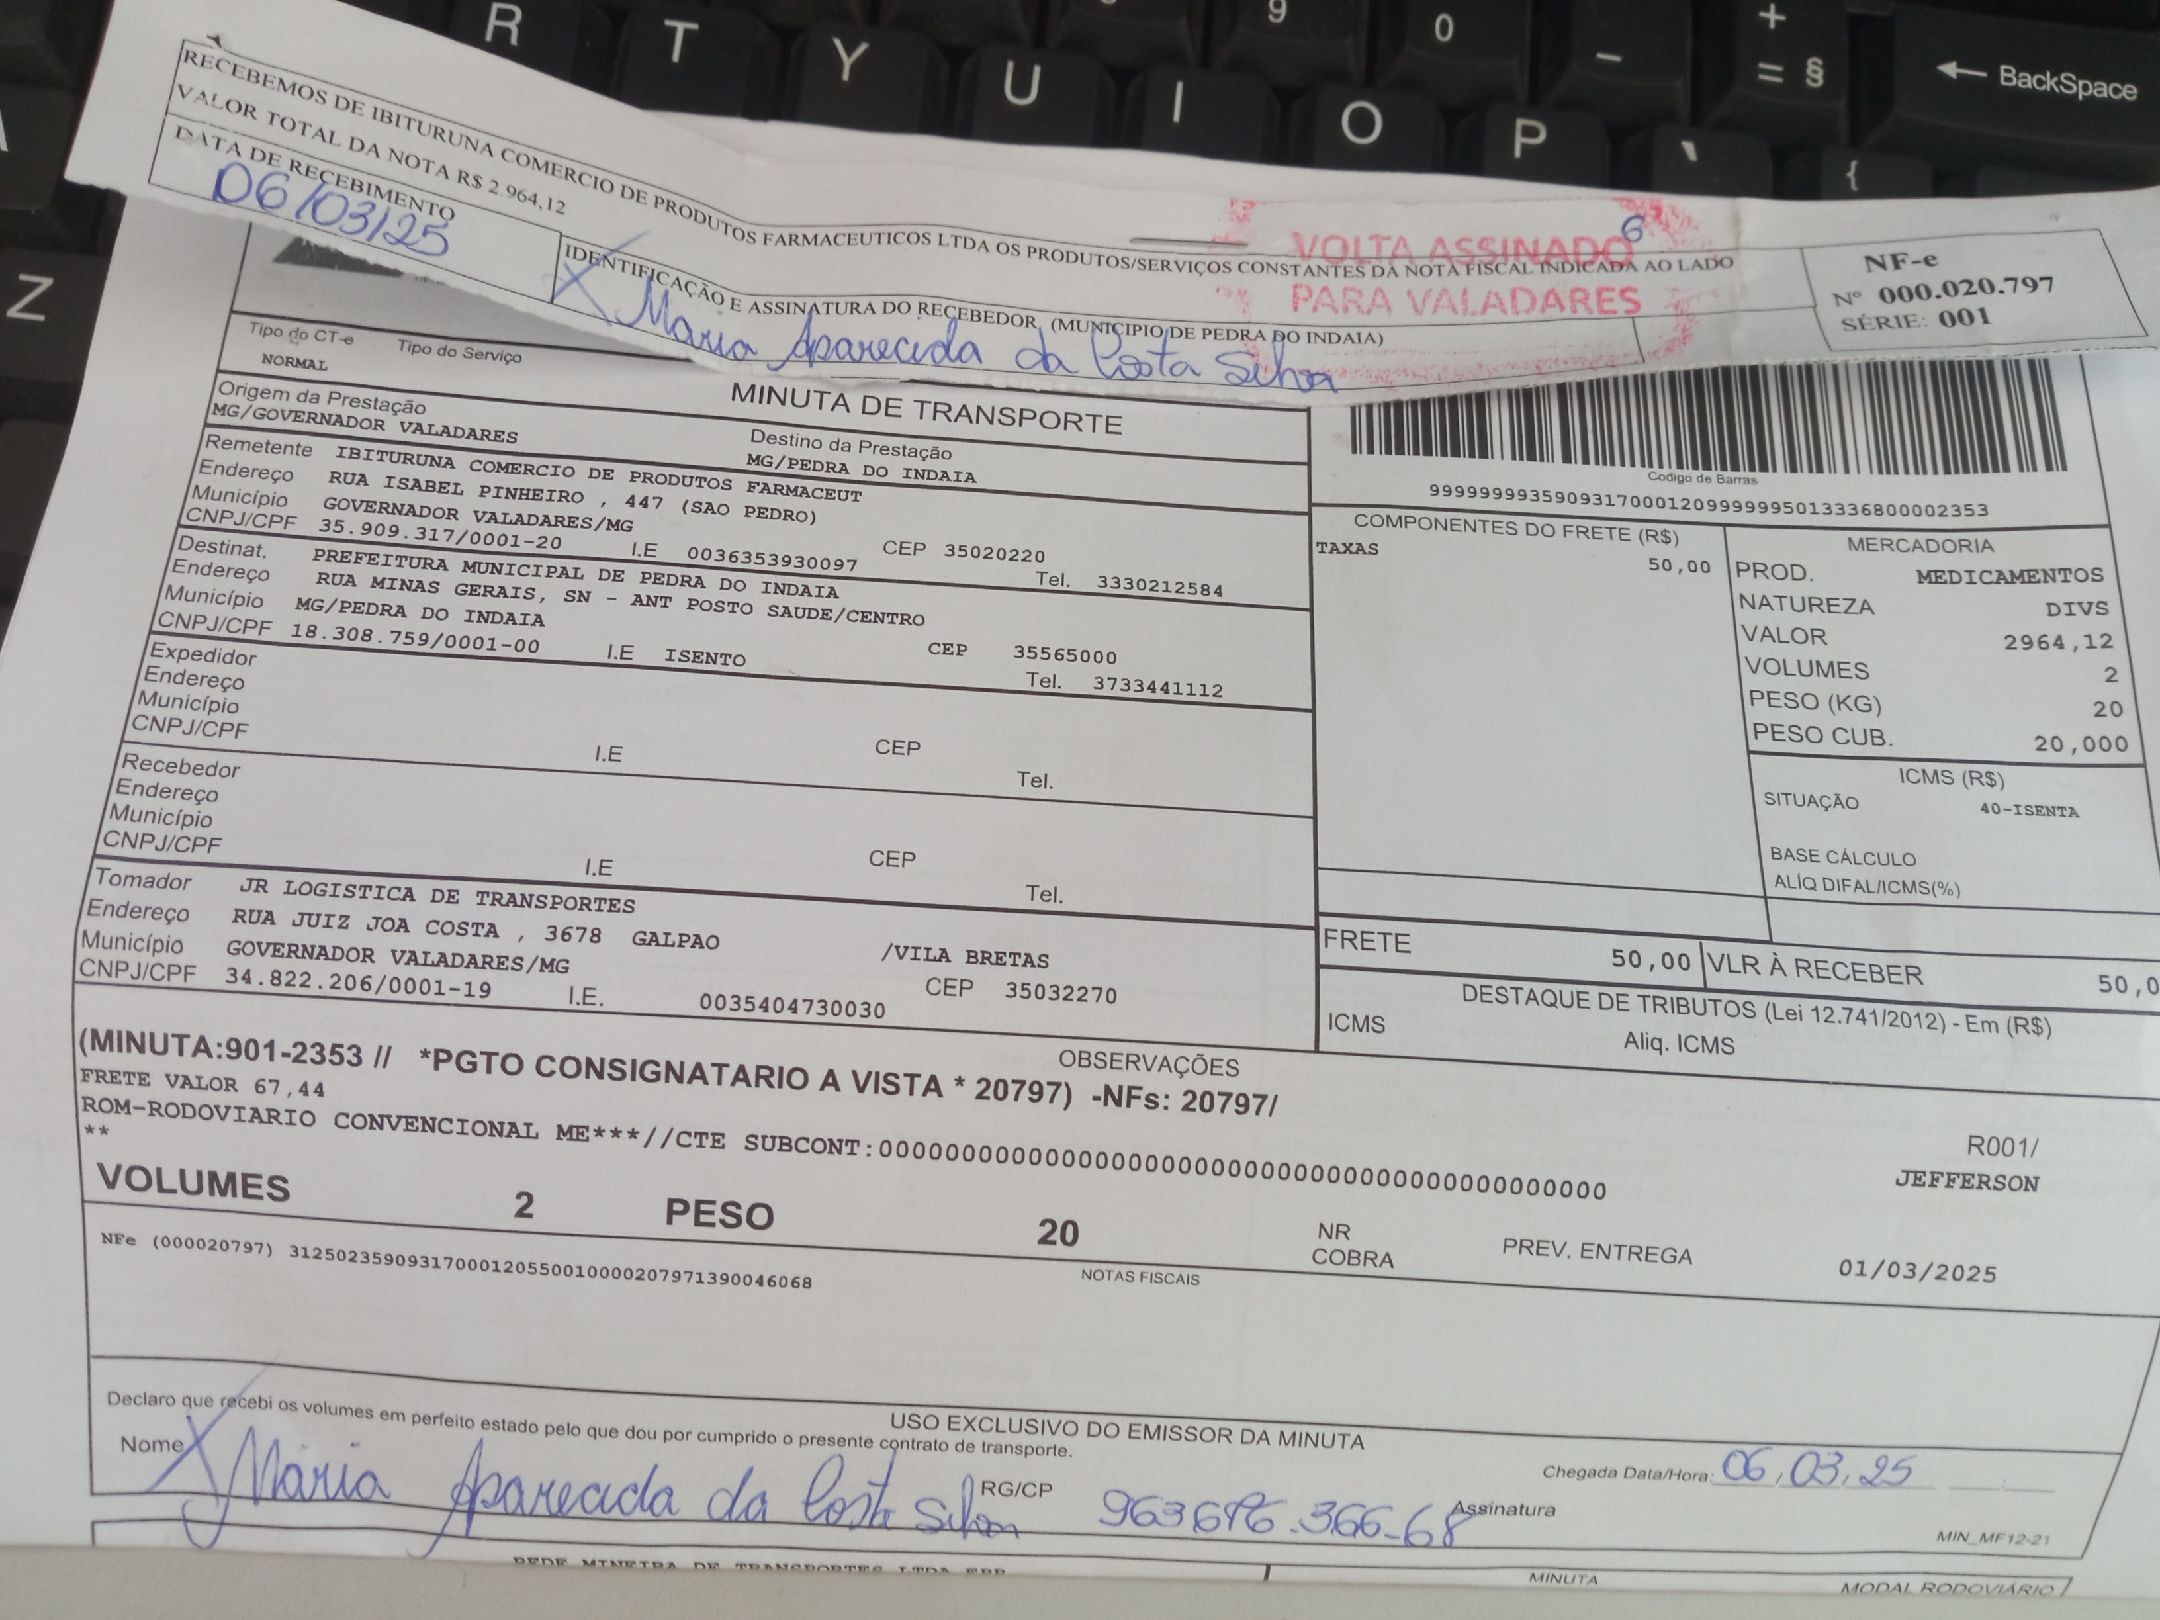 R T Y U I O P 9 0 - + = § ← BackSpace { Z
RECEBEMOS DE IBITURUNA COMERCIO DE PRODUTOS FARMACEUTICOS LTDA OS PRODUTOS/SERVIÇOS CONSTANTES DA NOTA FISCAL INDICADA AO LADO
VALOR TOTAL DA NOTA R$ 2.964,12
DATA DE RECEBIMENTO
06/03/25
IDENTIFICAÇÃO E ASSINATURA DO RECEBEDOR (MUNICIPIO DE PEDRA DO INDAIA)
X Maria Aparecida da Costa Silva
6
VOLTA ASSINADO
PARA VALADARES
NF-e
Nº 000.020.797
SÉRIE: 001
Tipo do CT-e Tipo do Serviço
NORMAL
MINUTA DE TRANSPORTE
Origem da Prestação Destino da Prestação
MG/GOVERNADOR VALADARES MG/PEDRA DO INDAIA
Remetente IBITURUNA COMERCIO DE PRODUTOS FARMACEUT
Endereço RUA ISABEL PINHEIRO , 447 (SAO PEDRO)
Município GOVERNADOR VALADARES/MG CEP 35020220
CNPJ/CPF 35.909.317/0001-20 I.E 0036353930097 Tel. 3330212584
Destinat. PREFEITURA MUNICIPAL DE PEDRA DO INDAIA
Endereço RUA MINAS GERAIS, SN - ANT POSTO SAUDE/CENTRO
Município MG/PEDRA DO INDAIA CEP 35565000
CNPJ/CPF 18.308.759/0001-00 I.E ISENTO Tel. 3733441112
Expedidor
Endereço
Município CEP
CNPJ/CPF I.E Tel.
Recebedor
Endereço
Município CEP
CNPJ/CPF I.E Tel.
Tomador JR LOGISTICA DE TRANSPORTES
Endereço RUA JUIZ JOA COSTA , 3678 GALPAO /VILA BRETAS
Município GOVERNADOR VALADARES/MG CEP 35032270
CNPJ/CPF 34.822.206/0001-19 I.E. 0035404730030
Codigo de Barras
999999993590931700012099999995013336800002353
COMPONENTES DO FRETE (R$)
TAXAS 50,00
MERCADORIA
PROD. MEDICAMENTOS
NATUREZA DIVS
VALOR 2964,12
VOLUMES 2
PESO (KG) 20
PESO CUB. 20,000
ICMS (R$)
SITUAÇÃO 40-ISENTA
BASE CÁLCULO
ALÍQ DIFAL/ICMS(%)
FRETE 50,00 VLR À RECEBER 50,0
DESTAQUE DE TRIBUTOS (Lei 12.741/2012) - Em (R$)
ICMS Aliq. ICMS
OBSERVAÇÕES
(MINUTA:901-2353 // *PGTO CONSIGNATARIO A VISTA * 20797) -NFs: 20797/
FRETE VALOR 67,44
ROM-RODOVIARIO CONVENCIONAL ME***//CTE SUBCONT:00000000000000000000000000000000000000000000
**
R001/
JEFFERSON
VOLUMES 2 PESO 20 NR COBRA PREV. ENTREGA 01/03/2025
NOTAS FISCAIS
NFe (000020797) 31250235909317000120550010000207971390046068
USO EXCLUSIVO DO EMISSOR DA MINUTA
Declaro que recebi os volumes em perfeito estado pelo que dou por cumprido o presente contrato de transporte.
Chegada Data/Hora: 06/03/25
Nome X Maria Aparecida da Costa Silva RG/CP 963.696.366-68 Assinatura
MIN_MF12-21
REDE MINEIRA DE TRANSPORTES LTDA EPP MINUTA MODAL RODOVIÁRIO